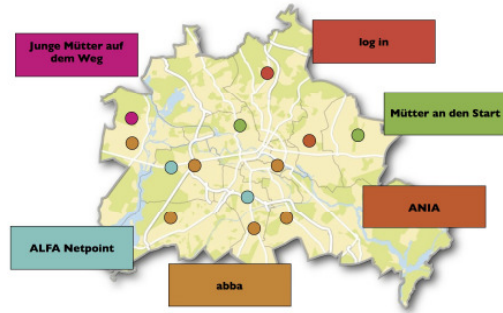 Junge Mütter auf
dem Weg
log in
Mütter an den Start
ANIA
ALFA Netpoint
abba